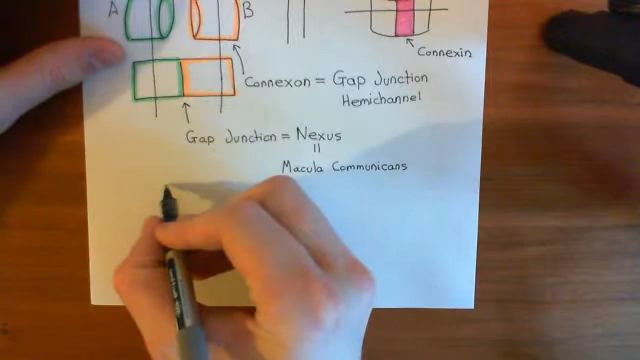 A
B
Connexin
Connexon = Gap Junction
Hemichannel
Gap Junction = Nexus
=
Macula Communicans